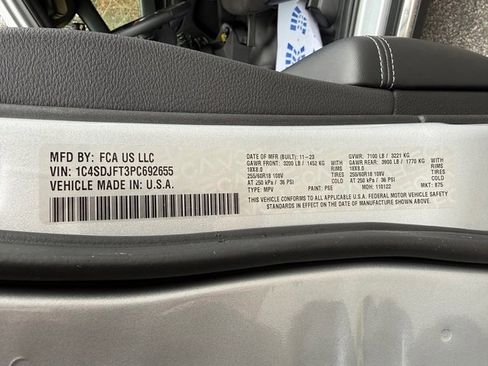 MFD BY: FCA US LLC
VIN: 1C4SDJFT3PC692655
VEHICLE MADE IN: U.S.A.
DATE OF MFR (BUILT): 11-23 GVWR: 7100 LB / 3221 KG
GAWR FRONT: 3200 LB / 1452 KG GAWR REAR: 3900 LB / 1770 KG
18X8.0 RIMS 18X8.0 RIMS
255/60R18 108V TIRES 255/60R18 108V TIRES
AT 250 kPa / 36 PSI COLD AT 250 kPa / 36 PSI COLD
PAINT: PSE MDH: 110122 MKT: 875
THIS VEHICLE CONFORMS TO ALL APPLICABLE U.S.A. FEDERAL MOTOR VEHICLE SAFETY
STANDARDS IN EFFECT ON THE DATE OF MANUFACTURE SHOWN ABOVE.